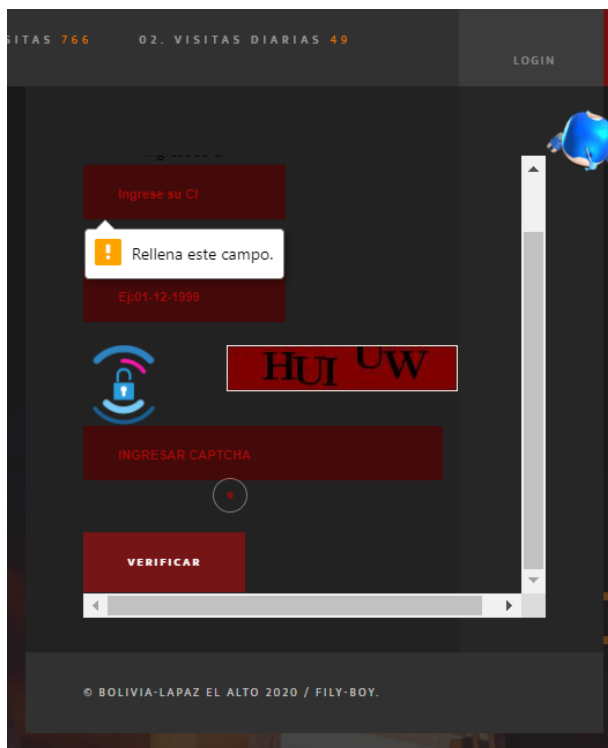 SITAS 766 02. VISITAS DIARIAS 49
LOGIN
Ingrese su CI
Rellena este campo.
Ej:01-12-1999
HUI UW
INGRESAR CAPTCHA
VERIFICAR
© BOLIVIA-LAPAZ EL ALTO 2020 / FILY-BOY.